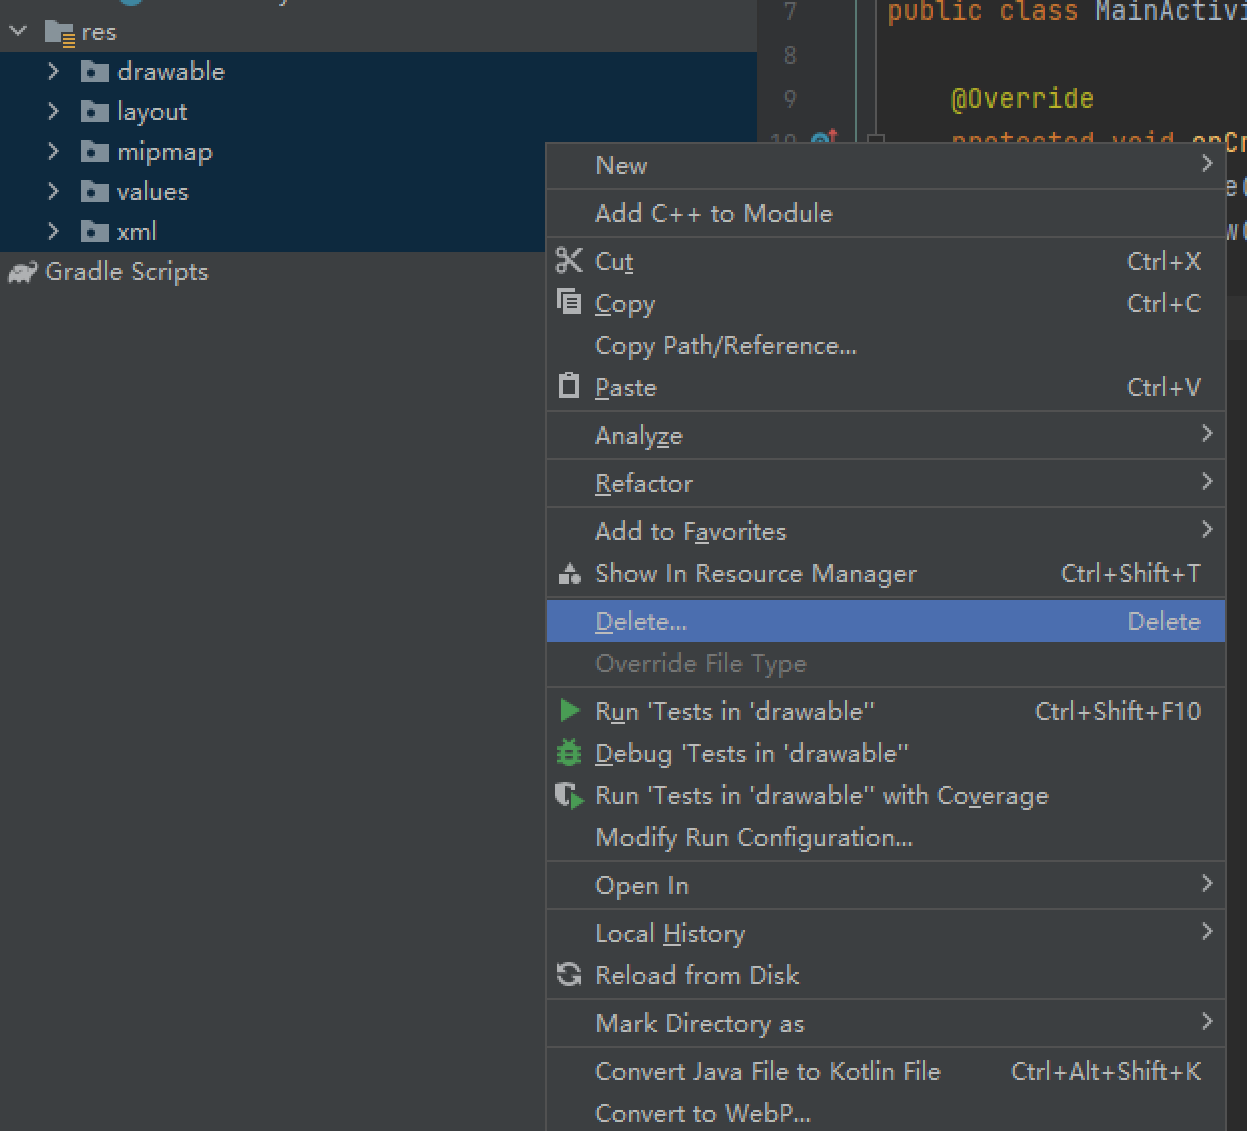 res
drawable
layout
mipmap
values
xml
Gradle Scripts
7 public class
8
9 @Override
10 protected void
New
Add C++ to Module
Cut Ctrl+X
Copy Ctrl+C
Copy Path/Reference...
Paste Ctrl+V
Analyze
Refactor
Add to Favorites
Show In Resource Manager Ctrl+Shift+T
Delete... Delete
Override File Type
Run 'Tests in 'drawable'' Ctrl+Shift+F10
Debug 'Tests in 'drawable''
Run 'Tests in 'drawable'' with Coverage
Modify Run Configuration...
Open In
Local History
Reload from Disk
Mark Directory as
Convert Java File to Kotlin File Ctrl+Alt+Shift+K
Convert to WebP...